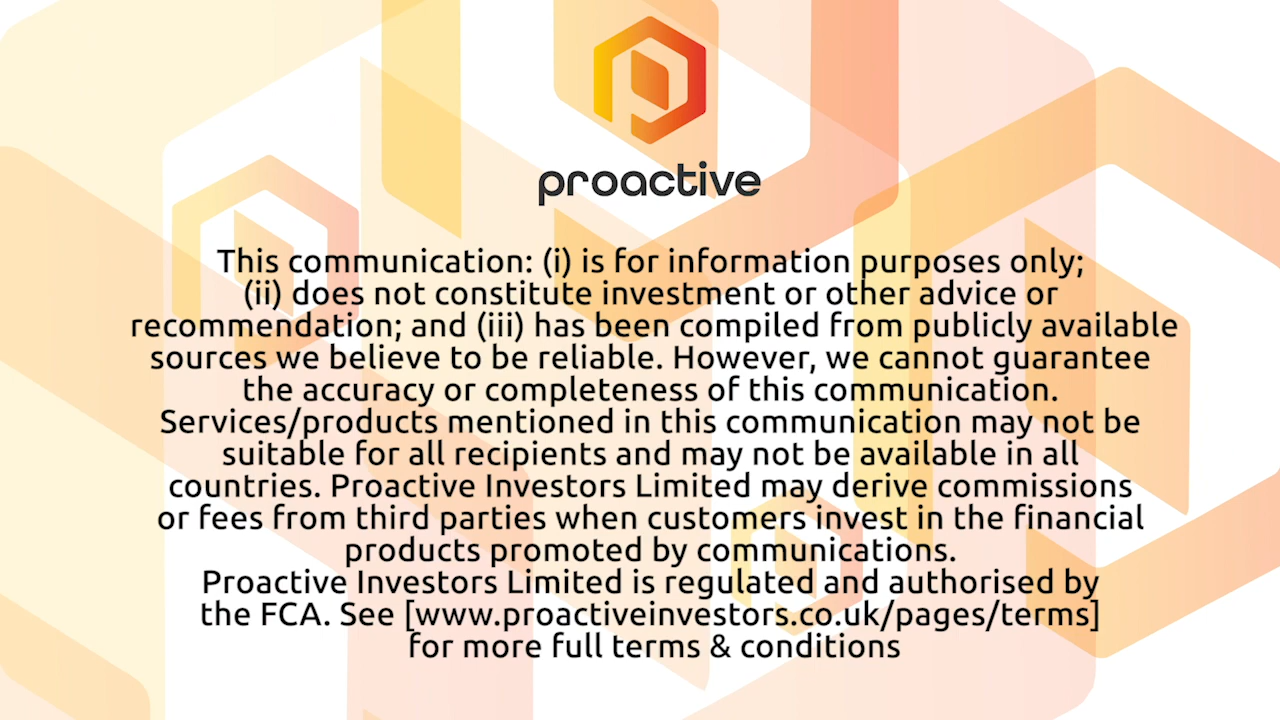 proactive
This communication: (i) is for information purposes only;
(ii) does not constitute investment or other advice or
recommendation; and (iii) has been compiled from publicly available
sources we believe to be reliable. However, we cannot guarantee
the accuracy or completeness of this communication.
Services/products mentioned in this communication may not be
suitable for all recipients and may not be available in all
countries. Proactive Investors Limited may derive commissions
or fees from third parties when customers invest in the financial
products promoted by communications.
Proactive Investors Limited is regulated and authorised by
the FCA. See [www.proactiveinvestors.co.uk/pages/terms]
for more full terms & conditions